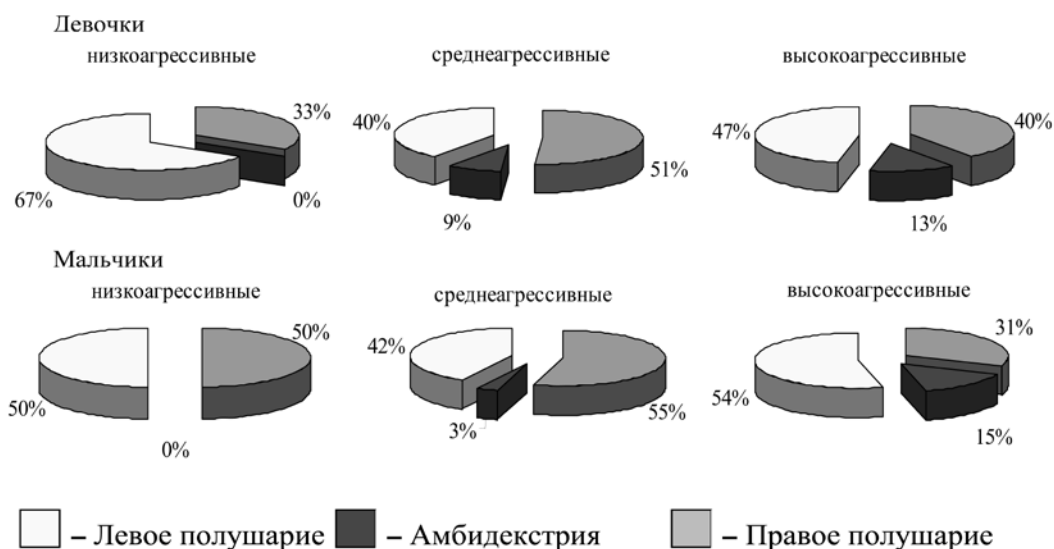 Девочки
низкоагрессивные среднеагрессивные высокоагрессивные
33% 40% 47% 40%
67% 0% 9% 51% 13%
Мальчики
низкоагрессивные среднеагрессивные высокоагрессивные
50% 42% 31%
50% 0% 3% 55% 54% 15%
– Левое полушарие – Амбидекстрия – Правое полушарие